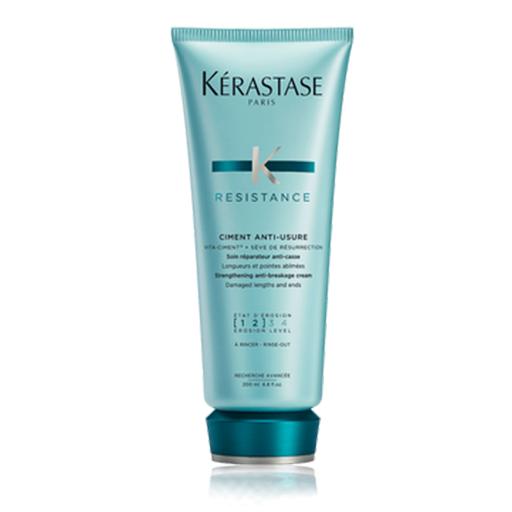 KÉRASTASE
PARIS
K
RESISTANCE
CIMENT ANTI-USURE
VITA-CIMENT® + SÈVE DE RÉSURRECTION
Soin réparateur anti-casse
Longueurs et pointes abîmées
Strengthening anti-breakage cream
Damaged lengths and ends
ÉTAT D'ÉROSION
[1 2] 3 4
EROSION LEVEL
À RINCER - RINSE-OUT
RECHERCHE AVANCÉE
200 ml 6.8 fl.oz.